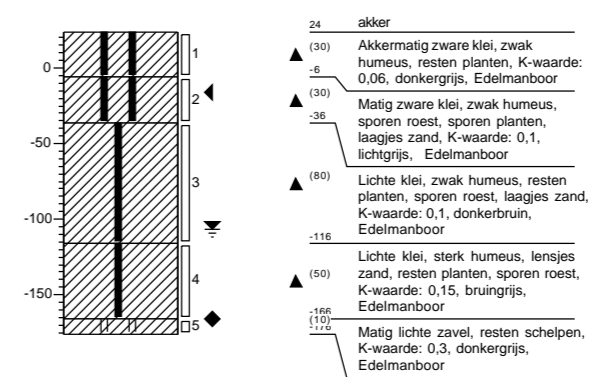 0
-50
-100
-150
1
2
3
4
5
24 akker
(30) Akkermatig zware klei, zwak
humeus, resten planten, K-waarde:
0,06, donkergrijs, Edelmanboor
-6
(30) Matig zware klei, zwak humeus,
sporen roest, sporen planten,
-36
laagjes zand, K-waarde: 0,1,
lichtgrijs, Edelmanboor
(80) Lichte klei, zwak humeus, resten
planten, sporen roest, laagjes zand,
K-waarde: 0,1, donkerbruin,
Edelmanboor
-116
Lichte klei, sterk humeus, lensjes
(50) zand, resten planten, sporen roest,
K-waarde: 0,15, bruingrijs,
Edelmanboor
-166
(10)
-176
Matig lichte zavel, resten schelpen,
K-waarde: 0,3, donkergrijs,
Edelmanboor